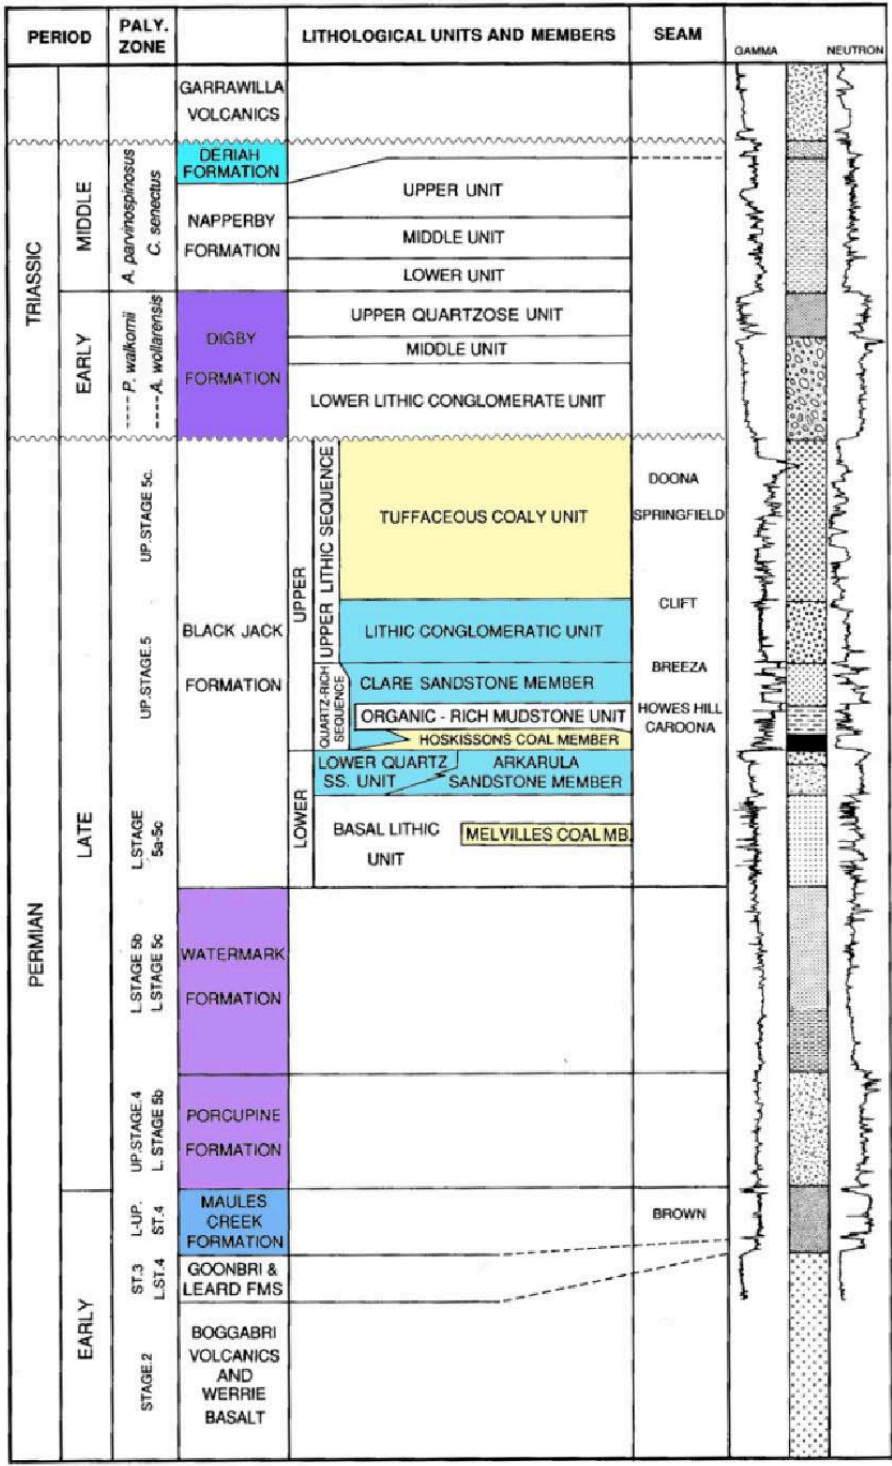 PERIOD
PALY.
ZONE
LITHOLOGICAL UNITS AND MEMBERS
SEAM
GAMMA
NEUTRON
GARRAWILLA
VOLCANICS
TRIASSIC
MIDDLE
A. parvinospinosus
C. senectus
DERIAH
FORMATION
NAPPERBY
FORMATION
UPPER UNIT
MIDDLE UNIT
LOWER UNIT
EARLY
P. walkomii
A. wollarensis
DIGBY
FORMATION
UPPER QUARTZOSE UNIT
MIDDLE UNIT
LOWER LITHIC CONGLOMERATE UNIT
PERMIAN
LATE
UP.STAGE 5c.
UP.STAGE.5
L.STAGE
5a-5c
BLACK JACK
FORMATION
UPPER
UPPER LITHIC SEQUENCE
TUFFACEOUS COALY UNIT
DOONA
SPRINGFIELD
CLIFT
LITHIC CONGLOMERATIC UNIT
BREEZA
QUARTZ-RICH
SEQUENCE
CLARE SANDSTONE MEMBER
ORGANIC - RICH MUDSTONE UNIT
HOWES HILL
CAROONA
HOSKISSONS COAL MEMBER
LOWER
LOWER QUARTZ
SS. UNIT
ARKARULA
SANDSTONE MEMBER
BASAL LITHIC
UNIT
MELVILLES COAL MB.
L.STAGE 5b
L.STAGE 5c
WATERMARK
FORMATION
UP.STAGE.4
L. STAGE 5b
PORCUPINE
FORMATION
EARLY
L-UP.
ST.4
MAULES
CREEK
FORMATION
BROWN
ST.3
L.ST.4
GOONBRI &
LEARD FMS
STAGE.2
BOGGABRI
VOLCANICS
AND
WERRIE
BASALT